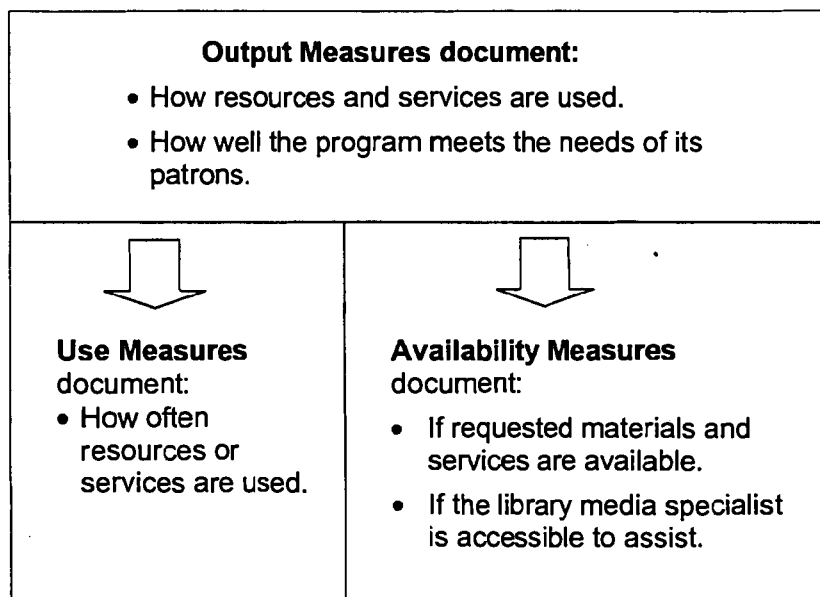 Output Measures document:
• How resources and services are used.
• How well the program meets the needs of its
patrons.
Use Measures
document:
• How often
resources or
services are used.
Availability Measures
document:
• If requested materials and
services are available.
• If the library media specialist
is accessible to assist.